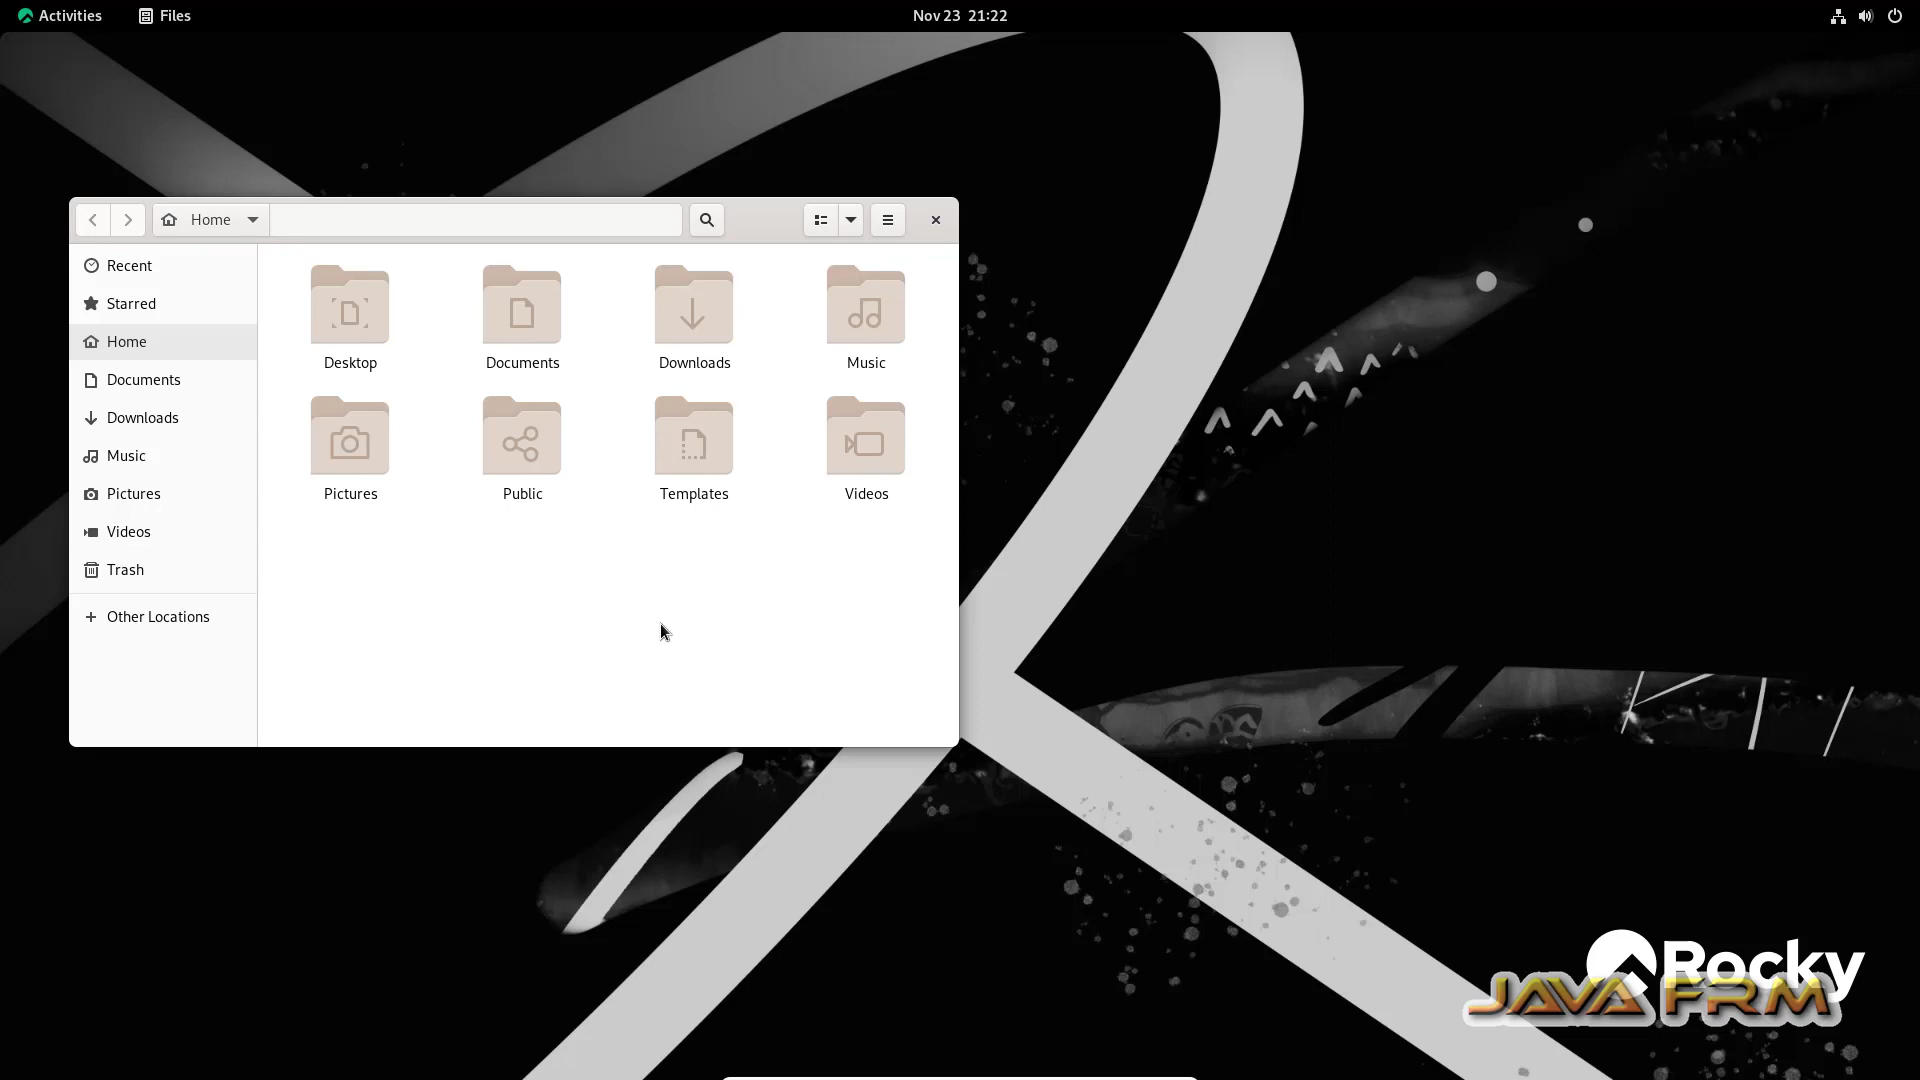 Activities
Files
Nov 23 21:22
Home
Recent
Starred
Home
Documents
Downloads
Music
Pictures
Videos
Trash
Other Locations
Desktop
Documents
Downloads
Music
Pictures
Public
Templates
Videos
Rocky
JAVA FRM